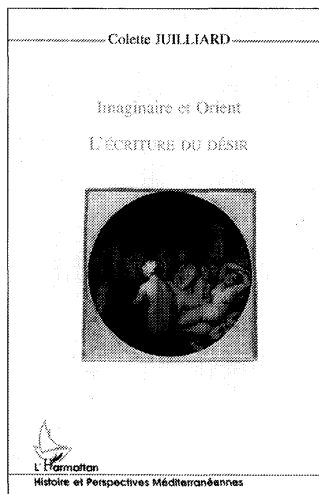 Colette JUILLIARD
Imaginaire et Orient
L'ÉCRITURE DU DÉSIR
L'Harmattan
Histoire et Perspectives Méditerranéennes